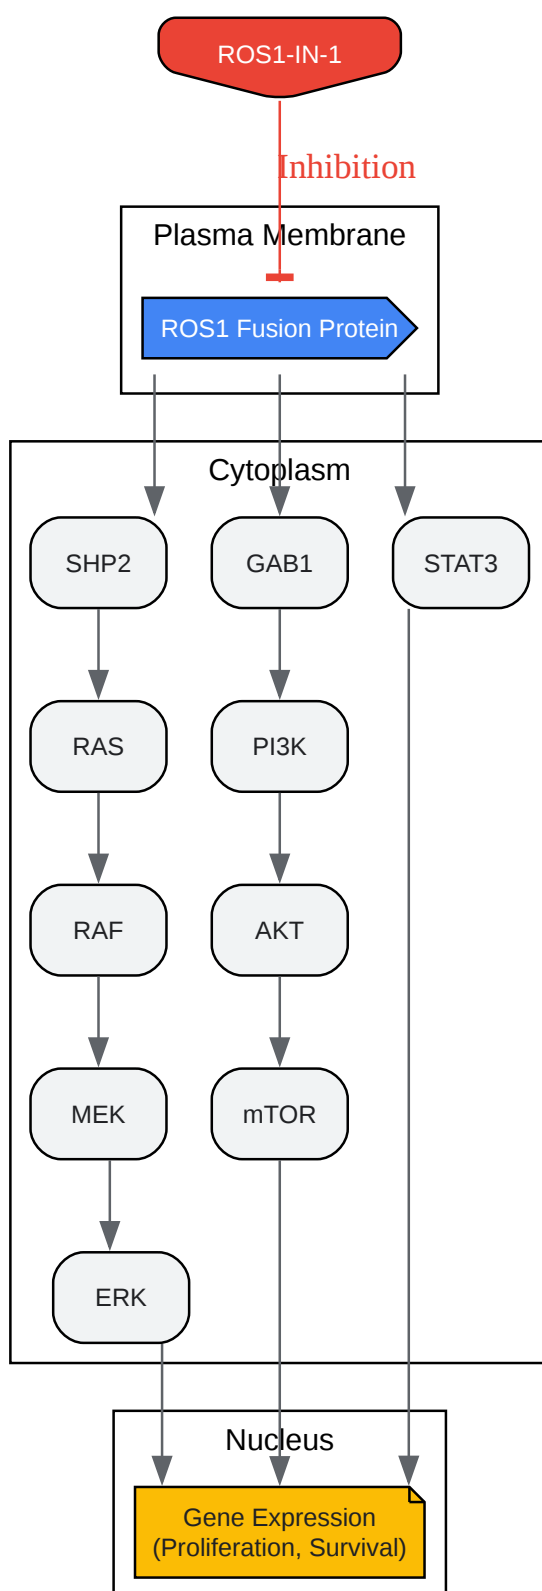 ROS1-IN-1
Inhibition
Plasma Membrane
ROS1 Fusion Protein
Cytoplasm
SHP2
GAB1
STAT3
RAS
PI3K
RAF
AKT
MEK
mTOR
ERK
Nucleus
Gene Expression
(Proliferation, Survival)